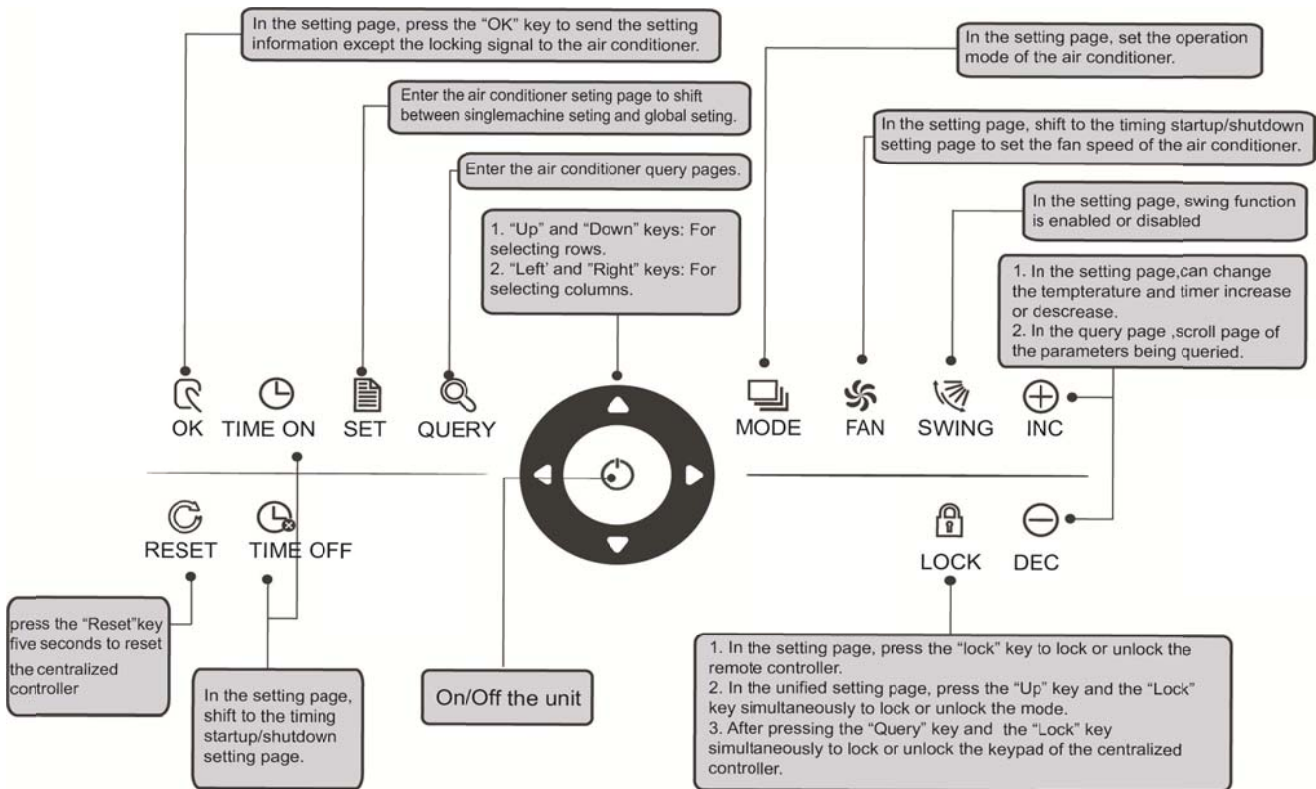 In the setting page, press the “OK” key to send the setting
information except the locking signal to the air conditioner.
In the setting page, set the operation
mode of the air conditioner.
Enter the air conditioner seting page to shift
between singlemachine seting and global seting.
In the setting page, shift to the timing startup/shutdown
setting page to set the fan speed of the air conditioner.
Enter the air conditioner query pages.
In the setting page, swing function
is enabled or disabled
1. “Up” and “Down” keys: For
selecting rows.
2. “Left’ and ”Right” keys: For
selecting columns.
1. In the setting page,can change
the tempterature and timer increase
or descrease.
2. In the query page ,scroll page of
the parameters being queried.
OK
TIME ON
SET
QUERY
MODE
FAN
SWING
INC
RESET
TIME OFF
LOCK
DEC
press the “Reset”key
five seconds to reset
the centralized
controller
In the setting page,
shift to the timing
startup/shutdown
setting page.
On/Off the unit
1. In the setting page, press the “lock” key to lock or unlock the
remote controller.
2. In the unified setting page, press the “Up” key and the “Lock”
key simultaneously to lock or unlock the mode.
3. After pressing the “Query” key and the “Lock” key
simultaneously to lock or unlock the keypad of the centralized
controller.